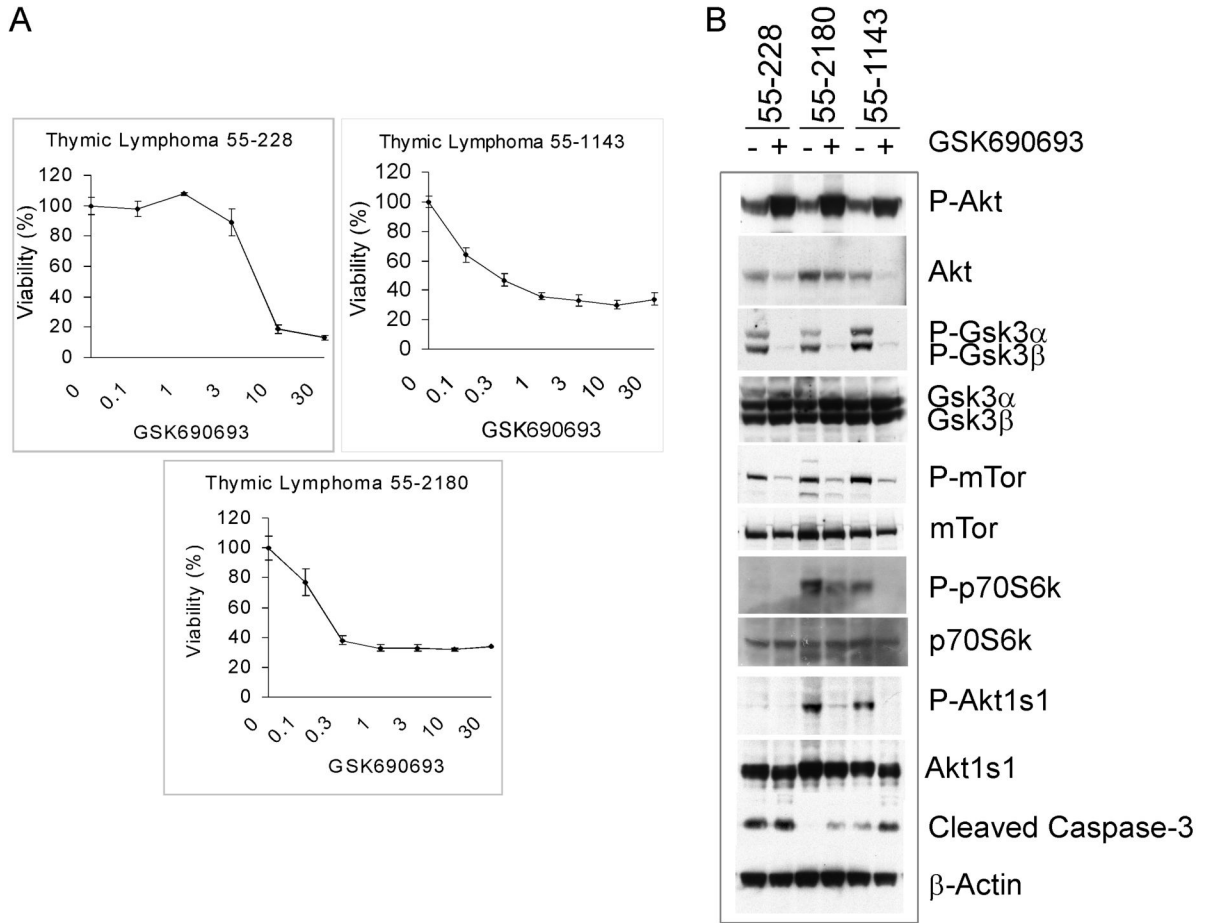 A
Thymic Lymphoma 55-228
120
100
80
60
40
20
0
Viability (%)
0 0.1 1 3 10 30
GSK690693
Thymic Lymphoma 55-1143
120
100
80
60
40
20
0
Viability (%)
0 0.1 0.3 1 3 10 30
GSK690693
Thymic Lymphoma 55-2180
120
100
80
60
40
20
0
Viability (%)
0 0.1 0.3 1 3 10 30
GSK690693
B
55-228 55-2180 55-1143
- + - + - + GSK690693
P-Akt
Akt
P-Gsk3α
P-Gsk3β
Gsk3α
Gsk3β
P-mTor
mTor
P-p70S6k
p70S6k
P-Akt1s1
Akt1s1
Cleaved Caspase-3
β-Actin